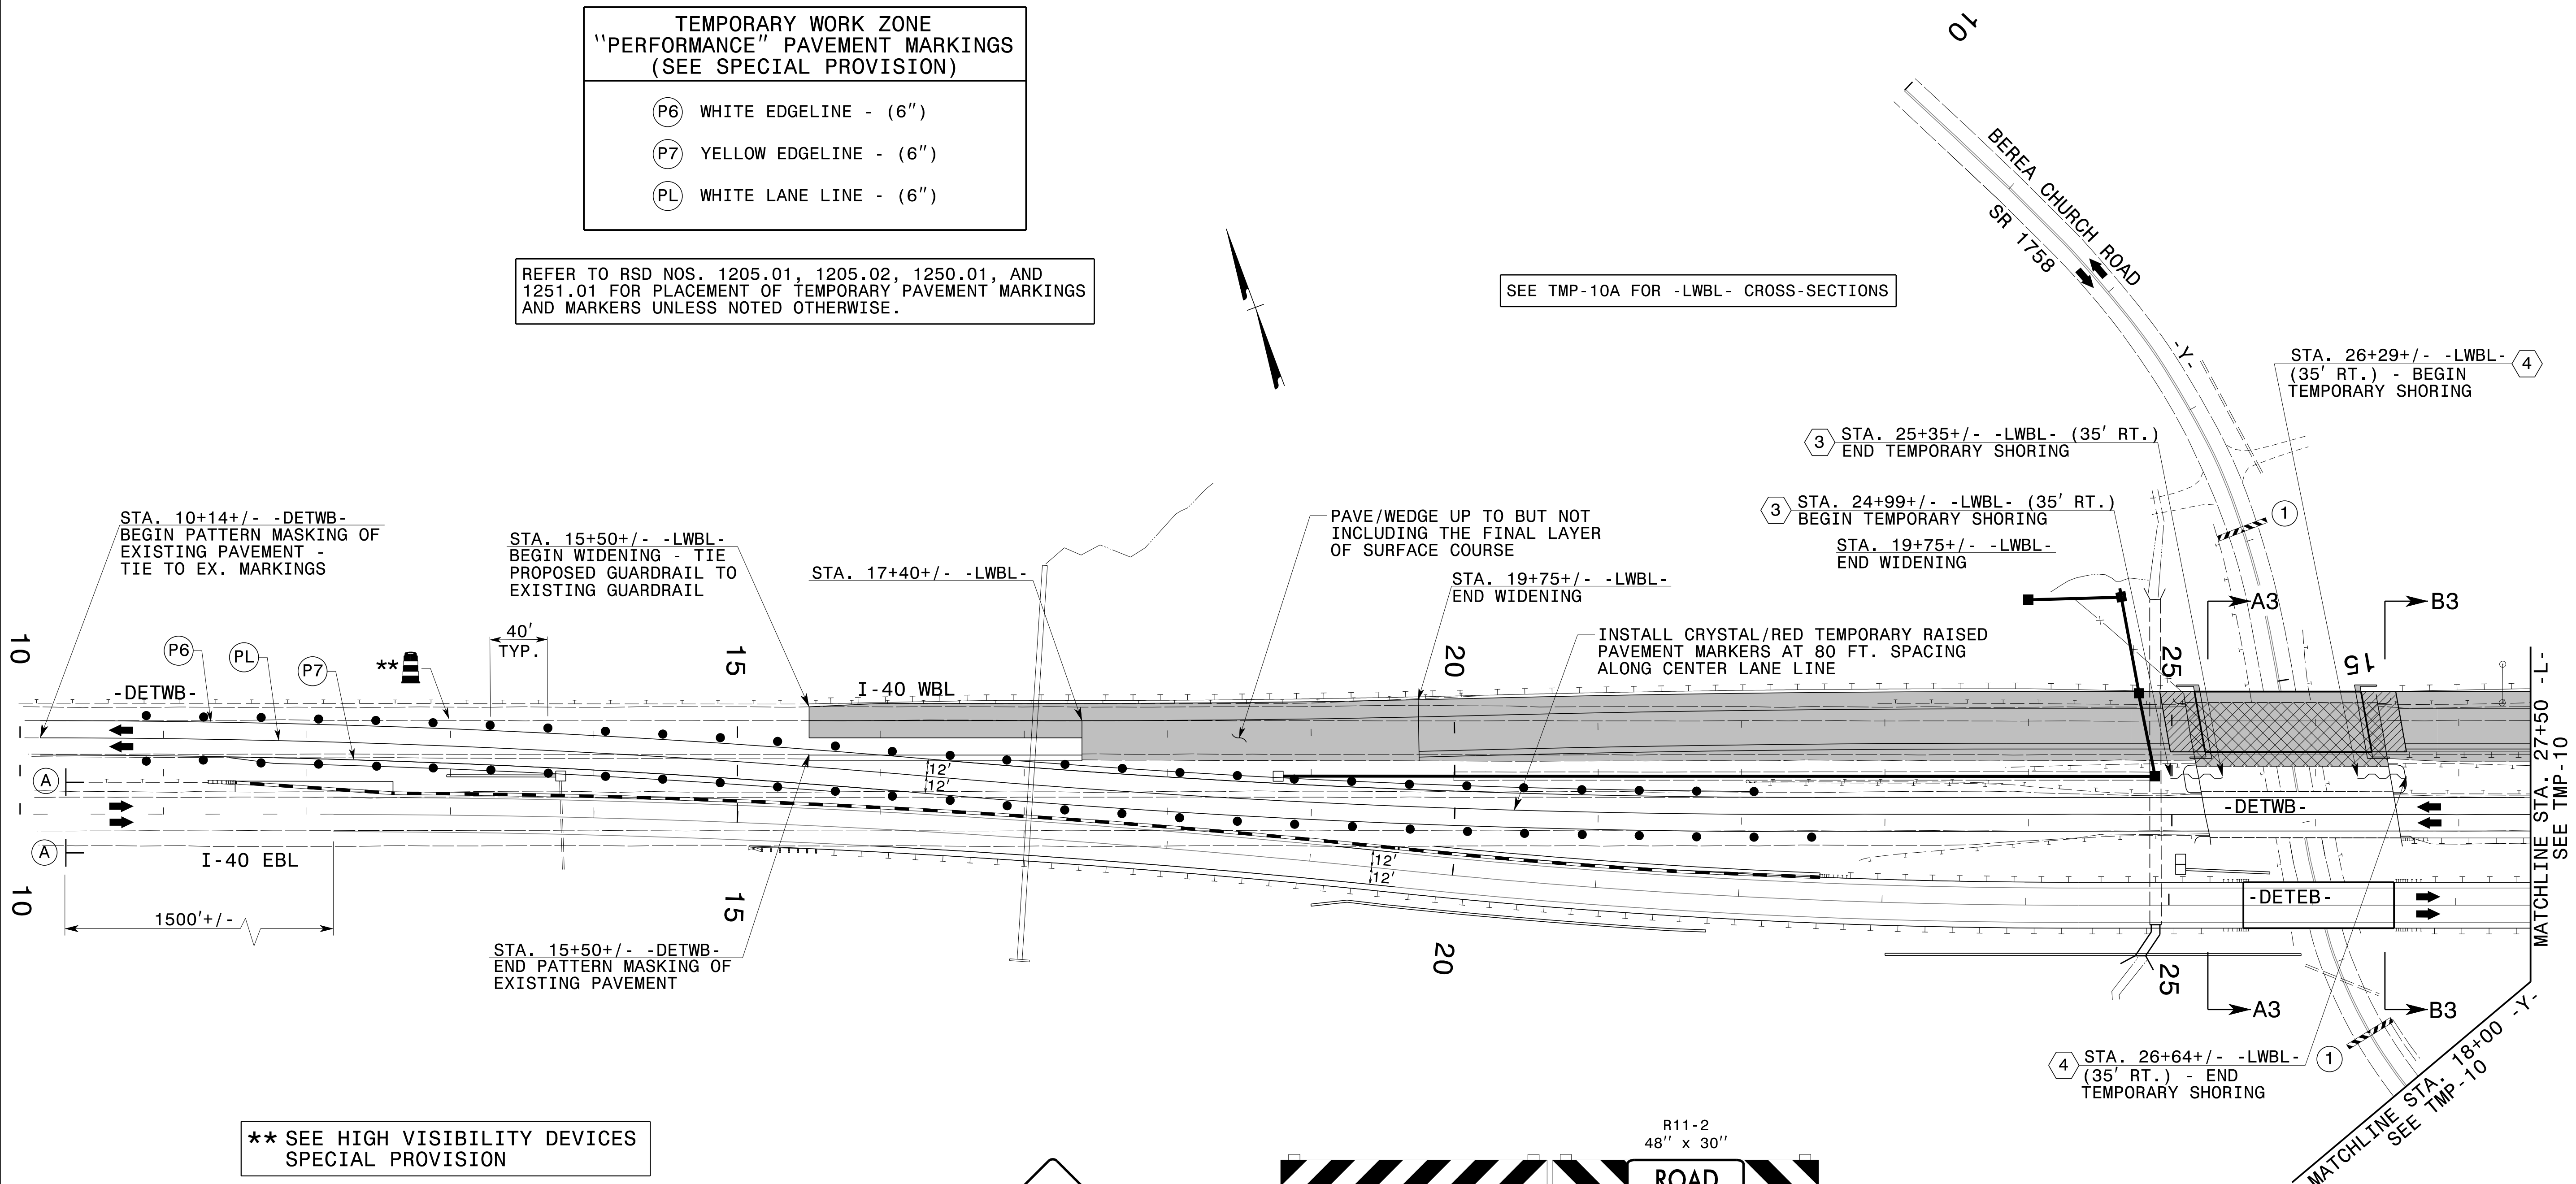 TEMPORARY WORK ZONE
"PERFORMANCE" PAVEMENT MARKINGS
(SEE SPECIAL PROVISION)
P6 WHITE EDGELINE - (6")
P7 YELLOW EDGELINE - (6")
PL WHITE LANE LINE - (6")
REFER TO RSD NOS. 1205.01, 1205.02, 1250.01, AND
1251.01 FOR PLACEMENT OF TEMPORARY PAVEMENT MARKINGS
AND MARKERS UNLESS NOTED OTHERWISE.
SEE TMP-10A FOR -LWBL- CROSS-SECTIONS
10
BEREA CHURCH ROAD
SR 1758
-Y-
STA. 26+29+/- -LWBL-
(35' RT.) - BEGIN
TEMPORARY SHORING
4
3
STA. 25+35+/- -LWBL- (35' RT.)
END TEMPORARY SHORING
3
STA. 24+99+/- -LWBL- (35' RT.)
BEGIN TEMPORARY SHORING
STA. 19+75+/- -LWBL-
END WIDENING
1
STA. 10+14+/- -DETWB-
BEGIN PATTERN MASKING OF
EXISTING PAVEMENT -
TIE TO EX. MARKINGS
STA. 15+50+/- -LWBL-
BEGIN WIDENING - TIE
PROPOSED GUARDRAIL TO
EXISTING GUARDRAIL
STA. 17+40+/- -LWBL-
PAVE/WEDGE UP TO BUT NOT
INCLUDING THE FINAL LAYER
OF SURFACE COURSE
STA. 19+75+/- -LWBL-
END WIDENING
INSTALL CRYSTAL/RED TEMPORARY RAISED
PAVEMENT MARKERS AT 80 FT. SPACING
ALONG CENTER LANE LINE
A3
B3
10
P6
PL
P7
**
40'
TYP.
15
20
25
15
-DETWB-
I-40 WBL
MATCHLINE STA. 27+50 -L-
SEE TMP-10
A
12'
12'
-DETWB-
A
I-40 EBL
12'
12'
-DETEB-
10
15
20
25
1500'+/-
STA. 15+50+/- -DETWB-
END PATTERN MASKING OF
EXISTING PAVEMENT
A3
B3
4
STA. 26+64+/- -LWBL-
(35' RT.) - END
TEMPORARY SHORING
1
MATCHLINE STA. 18+00 -Y-
SEE TMP-10
** SEE HIGH VISIBILITY DEVICES
SPECIAL PROVISION
R11-2
48" x 30"
ROAD